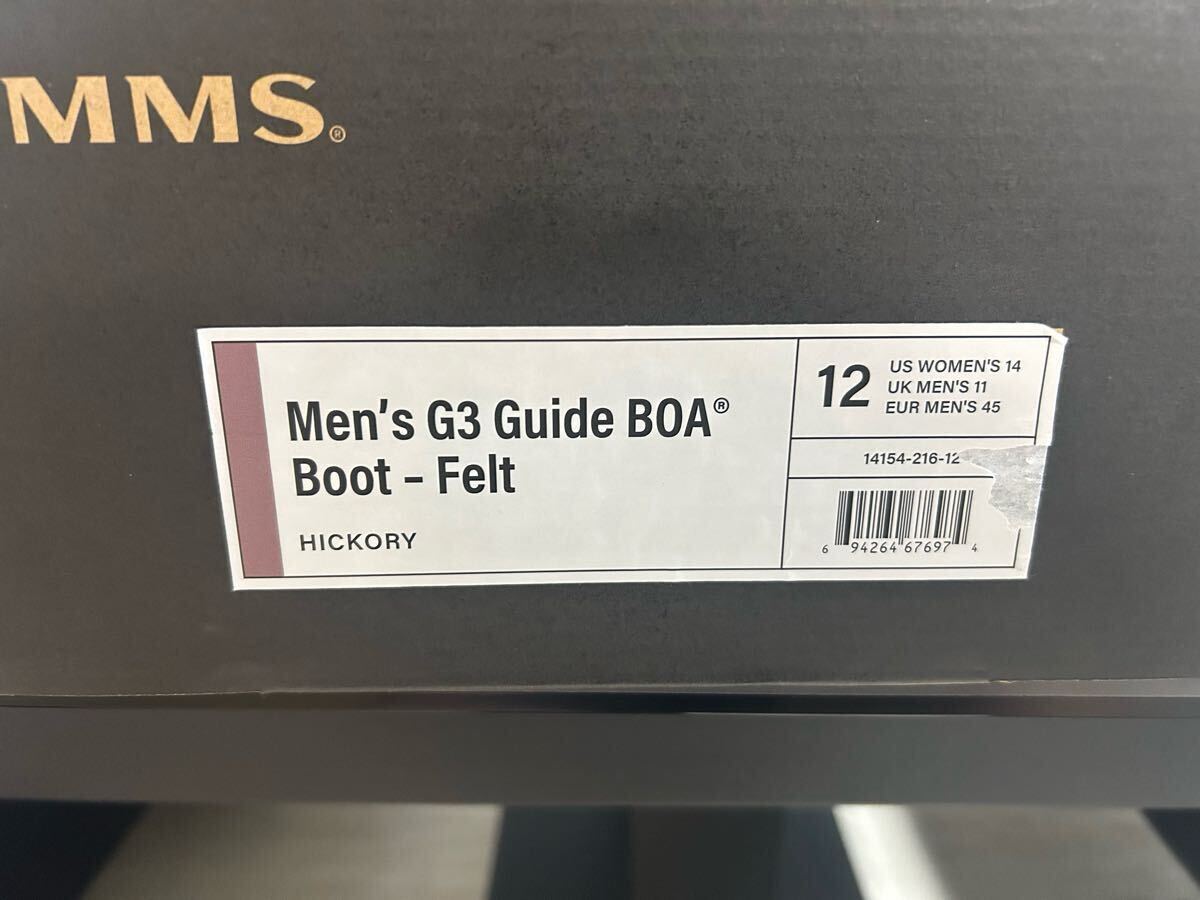 MMS®
Men's G3 Guide BOA®
Boot - Felt
HICKORY
12
US WOMEN'S 14
UK MEN'S 11
EUR MEN'S 45
14154-216-12
6 94264 67697 4